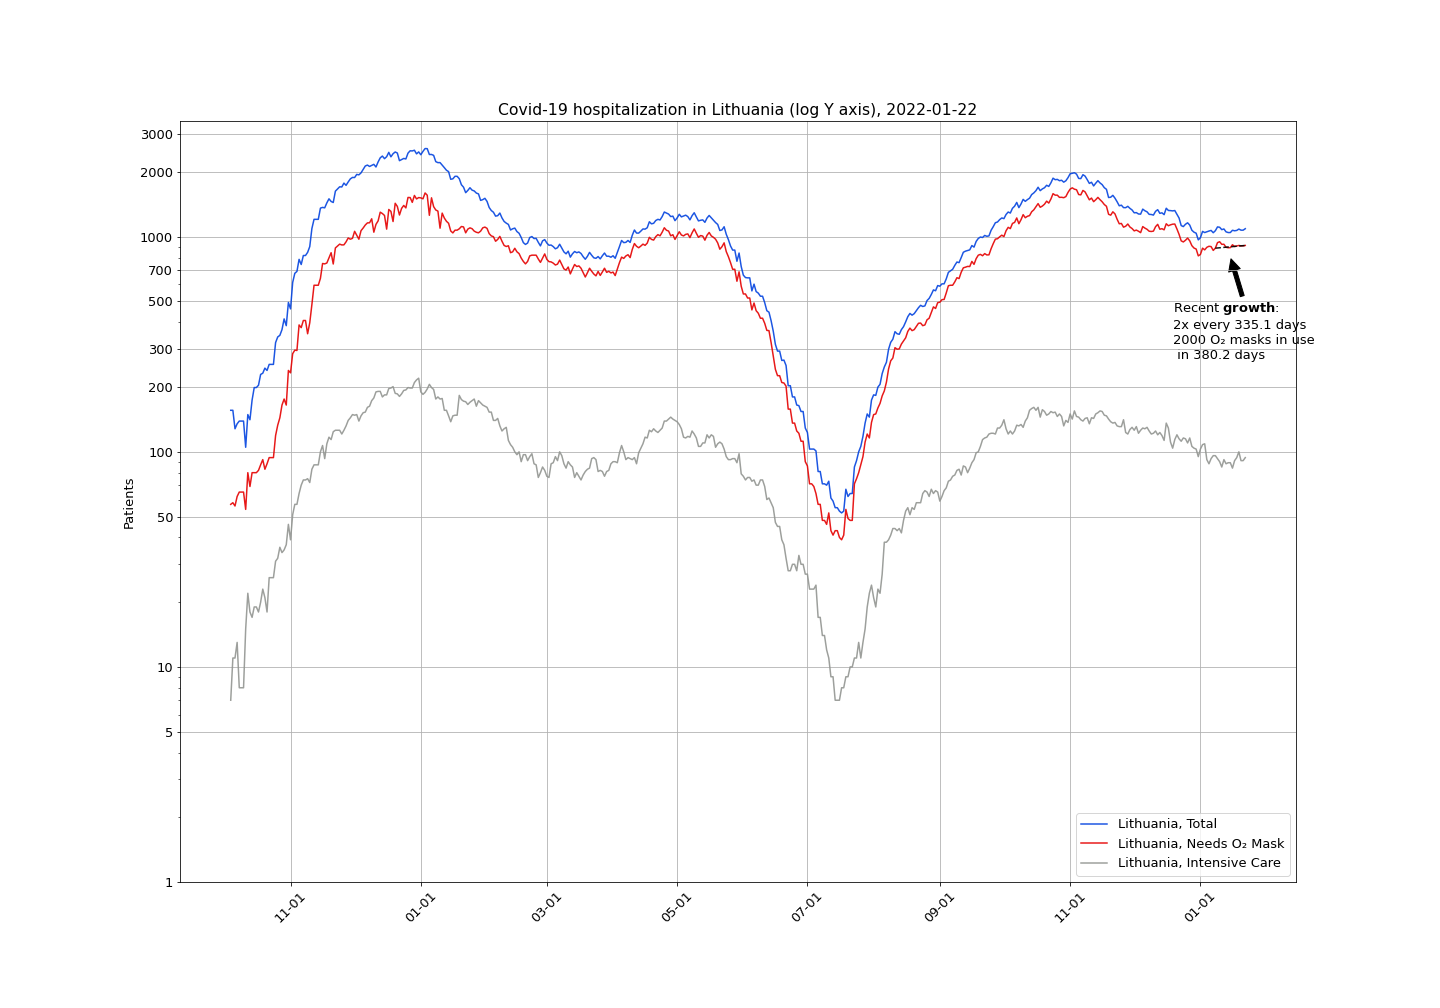 Covid-19 hospitalization in Lithuania (log Y axis), 2022-01-22
3000
2000
1000
700
500
300
200
100
50
10
5
1
Patients
Recent growth:
2x every 335.1 days
2000 O₂ masks in use
in 380.2 days
Lithuania, Total
Lithuania, Needs O₂ Mask
Lithuania, Intensive Care
11-01
01-01
03-01
05-01
07-01
09-01
11-01
01-01